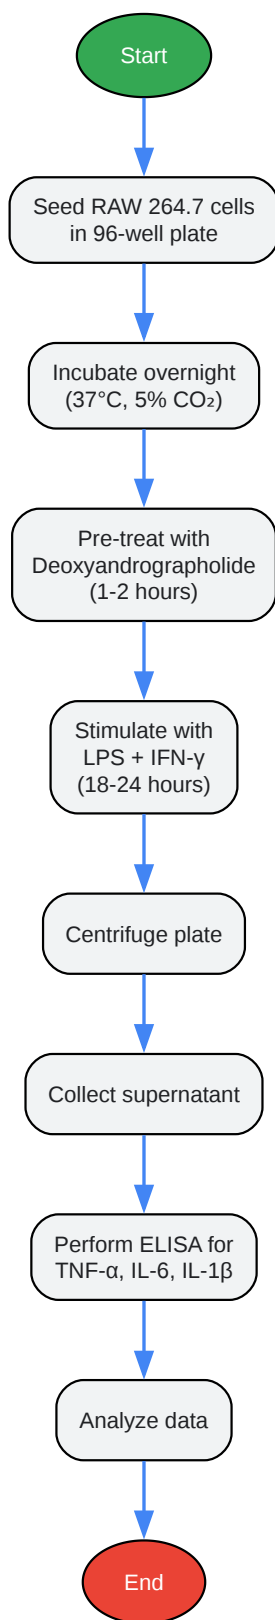 Start
Seed RAW 264.7 cells
in 96-well plate
Incubate overnight
(37°C, 5% CO₂)
Pre-treat with
Deoxyandrographolide
(1-2 hours)
Stimulate with
LPS + IFN-γ
(18-24 hours)
Centrifuge plate
Collect supernatant
Perform ELISA for
TNF-α, IL-6, IL-1β
Analyze data
End